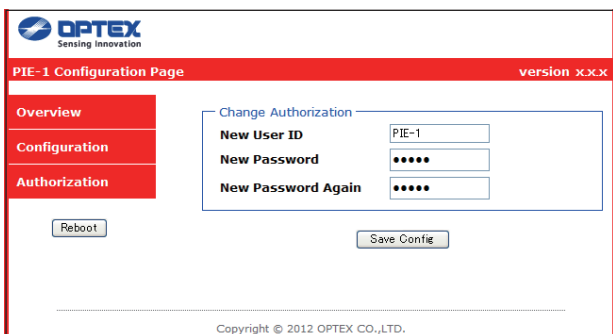 OPTEX
Sensing Innovation
PIE-1 Configuration Page version x.x.x
Overview
Configuration
Authorization
Reboot
Change Authorization
New User ID PIE-1
New Password •••••
New Password Again •••••
Save Config
Copyright © 2012 OPTEX CO.,LTD.